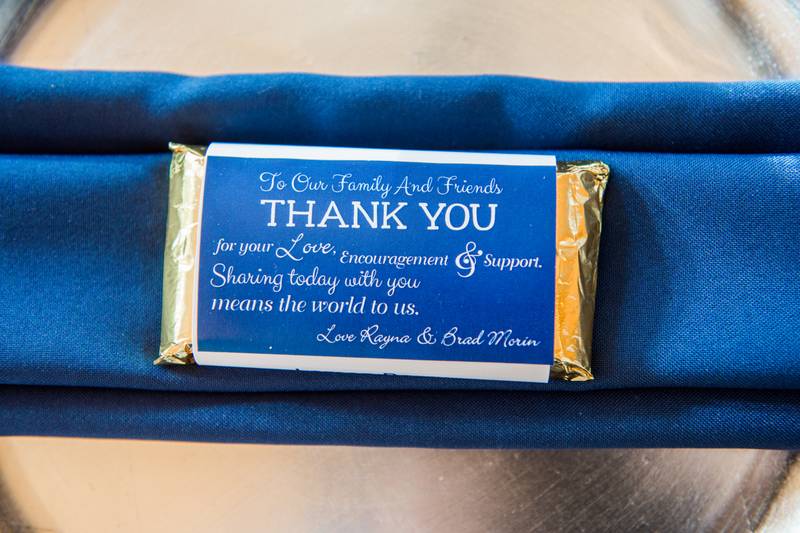 To Our Family And Friends
THANK YOU
for your Love, Encouragement & Support.
Sharing today with you
means the world to us.
Love Rayna & Brad Morin